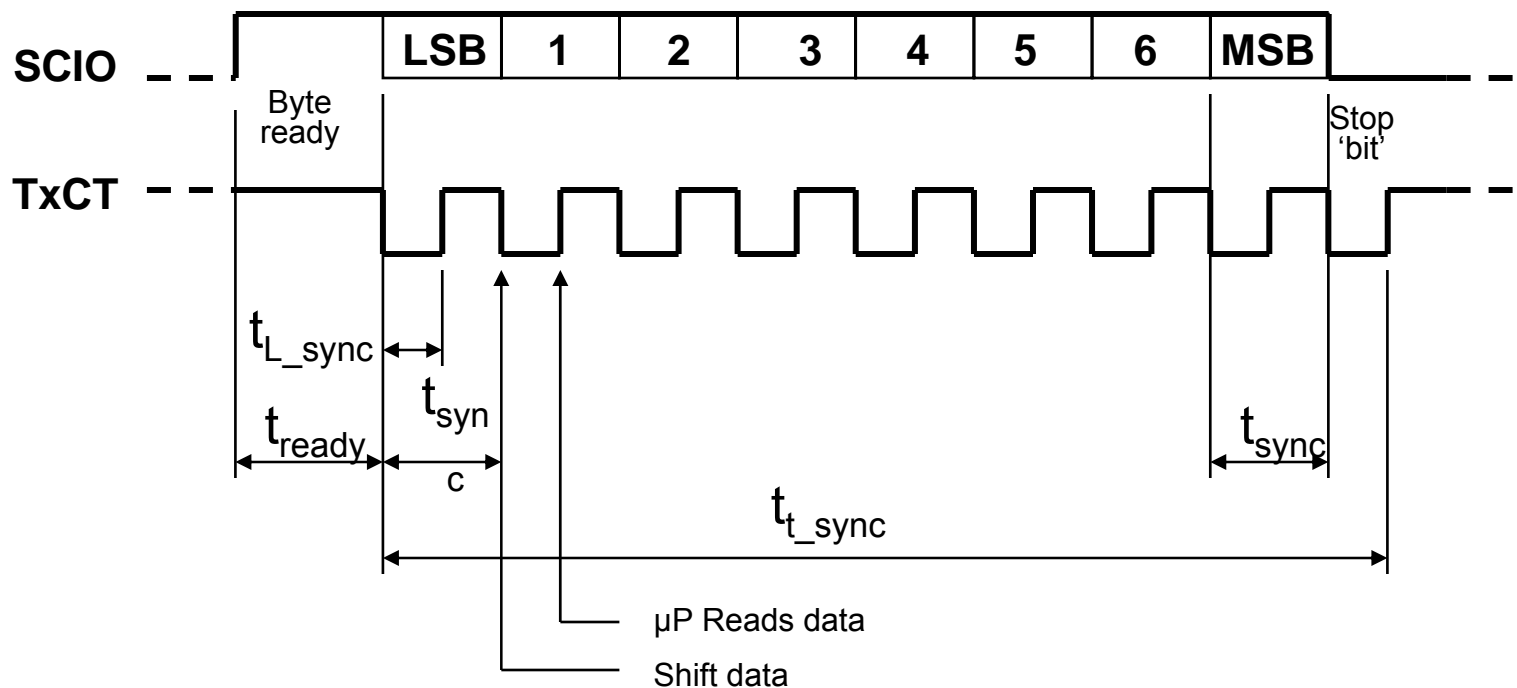 SCIO
LSB 1 2 3 4 5 6 MSB
Byte
ready
Stop
‘bit’
TxCT
tL_sync
tsyn
c
tready
tsync
tt_sync
µP Reads data
Shift data